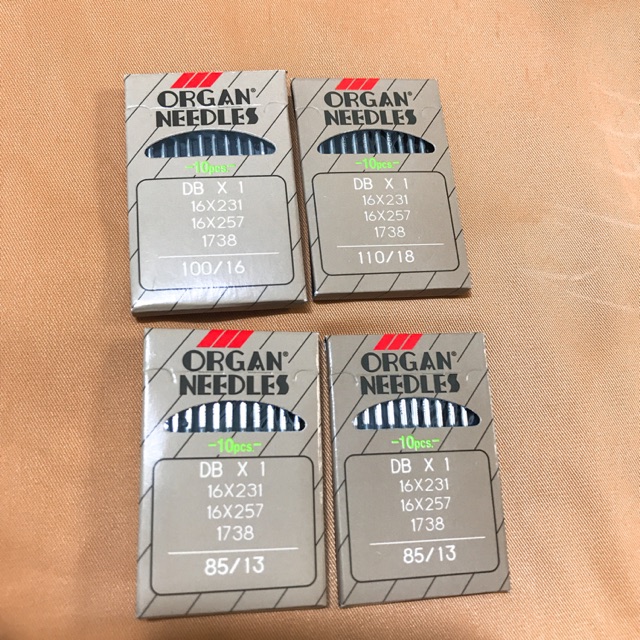 ORGAN®
NEEDLES
-10pcs.-
DB X 1
16X231
16X257
1738
100/16
ORGAN®
NEEDLES
-10pcs.-
DB X 1
16X231
16X257
1738
110/18
ORGAN®
NEEDLES
-10pcs.-
DB X 1
16X231
16X257
1738
85/13
ORGAN®
NEEDLES
-10pcs.-
DB X 1
16X231
16X257
1738
85/13